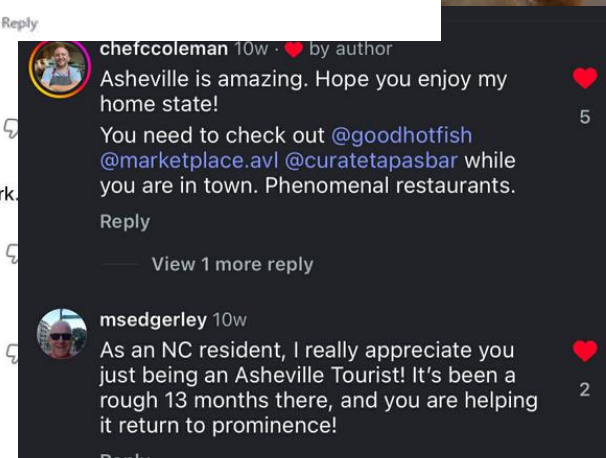 Reply
chefccoleman 10w · ❤️ by author
Asheville is amazing. Hope you enjoy my
home state!
5
You need to check out @goodhotfish
@marketplace.avl @curatetapasbar while
you are in town. Phenomenal restaurants.
rk.
Reply
View 1 more reply
msedgerley 10w
As an NC resident, I really appreciate you
just being an Asheville Tourist! It’s been a
rough 13 months there, and you are helping
2
it return to prominence!
Reply